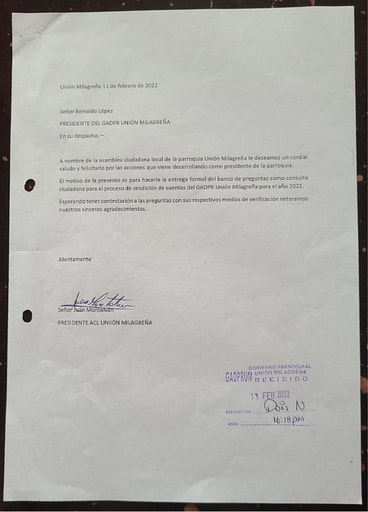 Unión Milagreña 11 de febrero de 2022
Señor Reinaldo López
PRESIDENTE DEL GADPR UNIÓN MILAGREÑA
En su despacho.–
A nombre de la asamblea ciudadana local de la parroquia Unión Milagreña le deseamos un cordial
saludo y felicitarlo por las acciones que viene desarrollando como presidente de la parroquia.
El motivo de la presente es para hacerle la entrega formal del banco de preguntas como consulta
ciudadana para el proceso de rendición de cuentas del GADPR Unión Milagreña para el año 2021.
Esperando tener contestación a las preguntas con sus respectivos medios de verificación reiteramos
nuestros sinceros agradecimientos.
Atentamente
Señor Juan Montalván
PRESIDENTE ACL UNIÓN MILAGREÑA
GOBIERNO PARROQUIAL
GADPRUM UNIÓN MILAGREÑA
RECIBIDO
11 FEB 2022
Doris N
16:18 PM